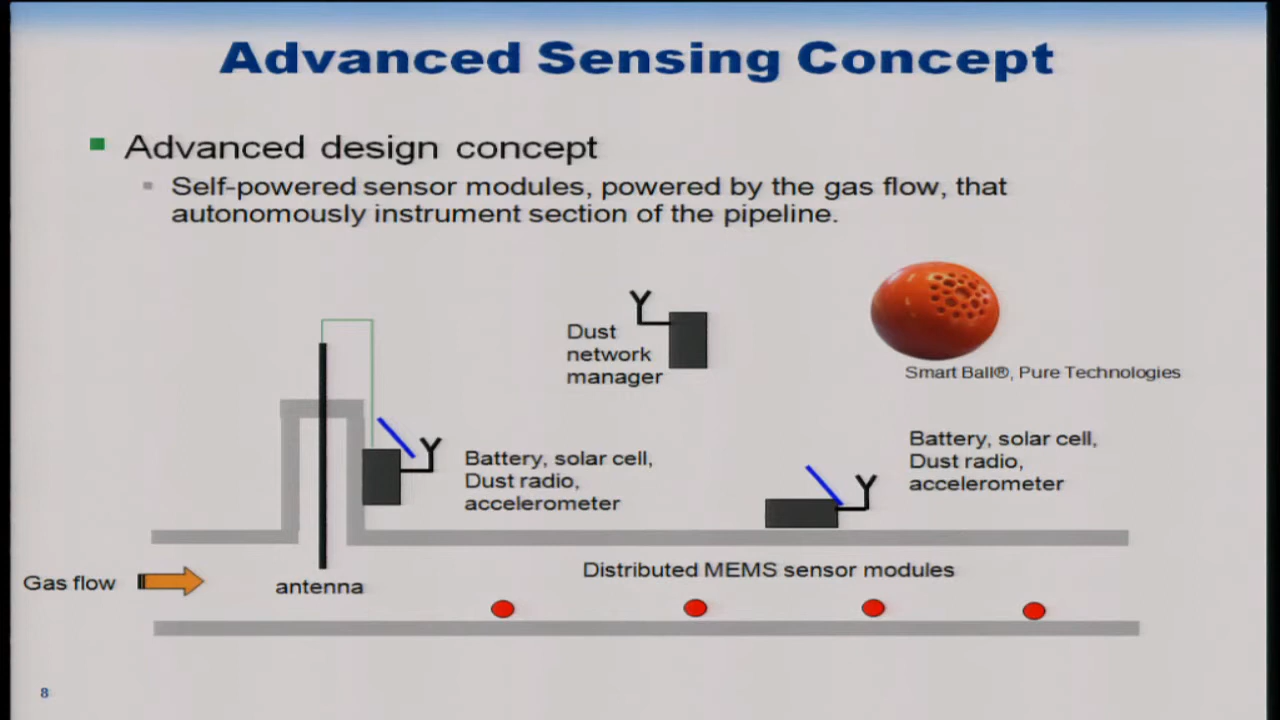 Advanced Sensing Concept
Advanced design concept
Self-powered sensor modules, powered by the gas flow, that
autonomously instrument section of the pipeline.
Dust
network
manager
Smart Ball®, Pure Technologies
Battery, solar cell,
Dust radio,
accelerometer
Battery, solar cell,
Dust radio,
accelerometer
Gas flow
antenna
Distributed MEMS sensor modules
8